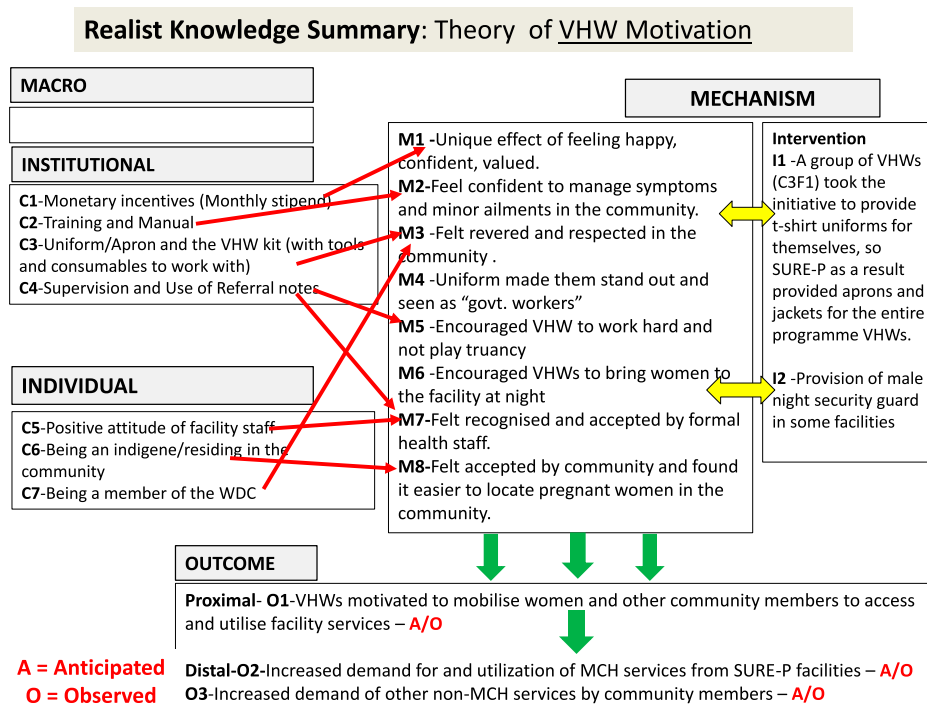 Realist Knowledge Summary: Theory of VHW Motivation
MACRO
INSTITUTIONAL
C1-Monetary incentives (Monthly stipend)
C2-Training and Manual
C3-Uniform/Apron and the VHW kit (with tools
and consumables to work with)
C4-Supervision and Use of Referral notes
INDIVIDUAL
C5-Positive attitude of facility staff
C6-Being an indigene/residing in the
community
C7-Being a member of the WDC
MECHANISM
M1 -Unique effect of feeling happy,
confident, valued.
M2-Feel confident to manage symptoms
and minor ailments in the community.
M3 -Felt revered and respected in the
community .
M4 -Uniform made them stand out and
seen as “govt. workers”
M5 -Encouraged VHW to work hard and
not play truancy
M6 -Encouraged VHWs to bring women to
the facility at night
M7-Felt recognised and accepted by formal
health staff.
M8-Felt accepted by community and found
it easier to locate pregnant women in the
community.
Intervention
I1 -A group of VHWs
(C3F1) took the
initiative to provide
t-shirt uniforms for
themselves, so
SURE-P as a result
provided aprons and
jackets for the entire
programme VHWs.
I2 -Provision of male
night security guard
in some facilities
OUTCOME
Proximal- O1-VHWs motivated to mobilise women and other community members to access
and utilise facility services – A/O
Distal-O2-Increased demand for and utilization of MCH services from SURE-P facilities – A/O
O3-Increased demand of other non-MCH services by community members – A/O
A = Anticipated
O = Observed